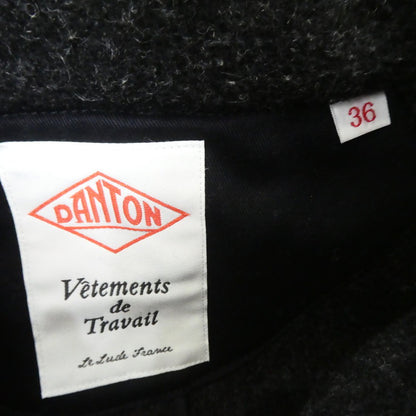 36
DANTON
Vêtements
de
Travail
Le Lude France